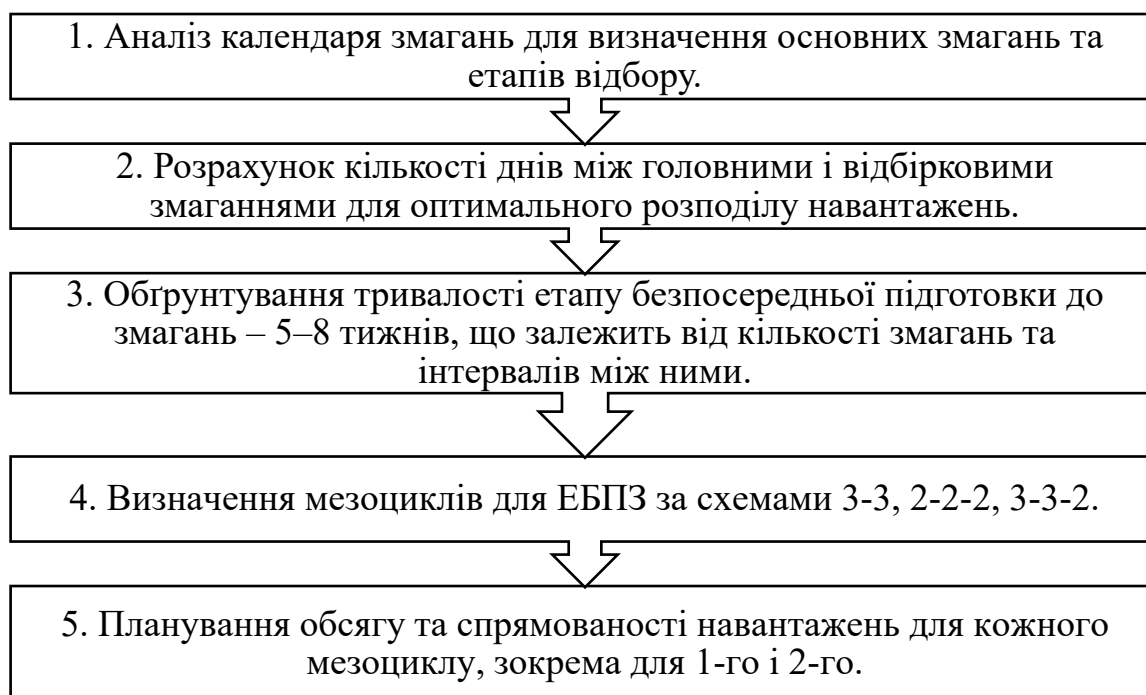 1. Аналіз календаря змагань для визначення основних змагань та
етапів відбору.
2. Розрахунок кількості днів між головними і відбірковими
змаганнями для оптимального розподілу навантажень.
3. Обґрунтування тривалості етапу безпосередньої підготовки до
змагань – 5–8 тижнів, що залежить від кількості змагань та
інтервалів між ними.
4. Визначення мезоциклів для ЕБПЗ за схемами 3-3, 2-2-2, 3-3-2.
5. Планування обсягу та спрямованості навантажень для кожного
мезоциклу, зокрема для 1-го і 2-го.